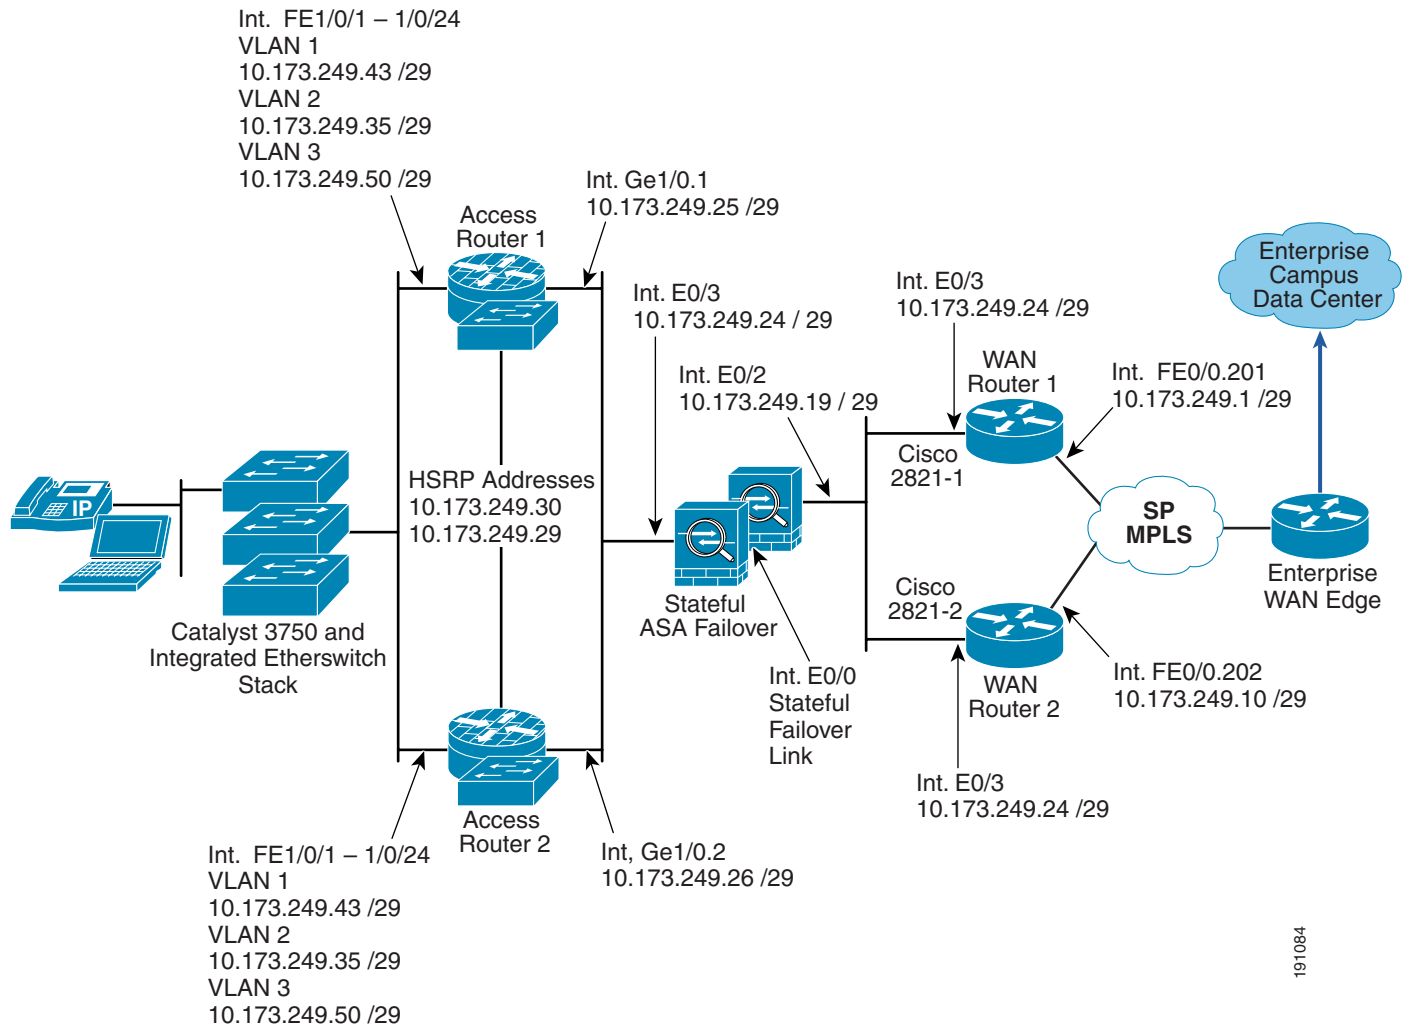 Int.  FE1/0/1 – 1/0/24
VLAN 1
10.173.249.43 /29
VLAN 2
10.173.249.35 /29
VLAN 3
10.173.249.50 /29
Access
Router 1
Int. Ge1/0.1
10.173.249.25 /29
Int. E0/3
10.173.249.24 / 29
Int. E0/2
10.173.249.19 / 29
Int. E0/3
10.173.249.24 /29
WAN
Router 1
Int.  FE0/0.201
10.173.249.1 /29
Enterprise
Campus
Data Center
IP
HSRP Addresses
10.173.249.30
10.173.249.29
Cisco
2821-1
SP
MPLS
Cisco
2821-2
Enterprise
WAN Edge
Catalyst 3750 and
Integrated Etherswitch
Stack
Stateful
ASA Failover
Int. E0/0
Stateful
Failover
Link
WAN
Router 2
Int. FE0/0.202
10.173.249.10 /29
Int. E0/3
10.173.249.24 /29
Access
Router 2
Int, Ge1/0.2
10.173.249.26 /29
Int.  FE1/0/1 – 1/0/24
VLAN 1
10.173.249.43 /29
VLAN 2
10.173.249.35 /29
VLAN 3
10.173.249.50 /29
191084